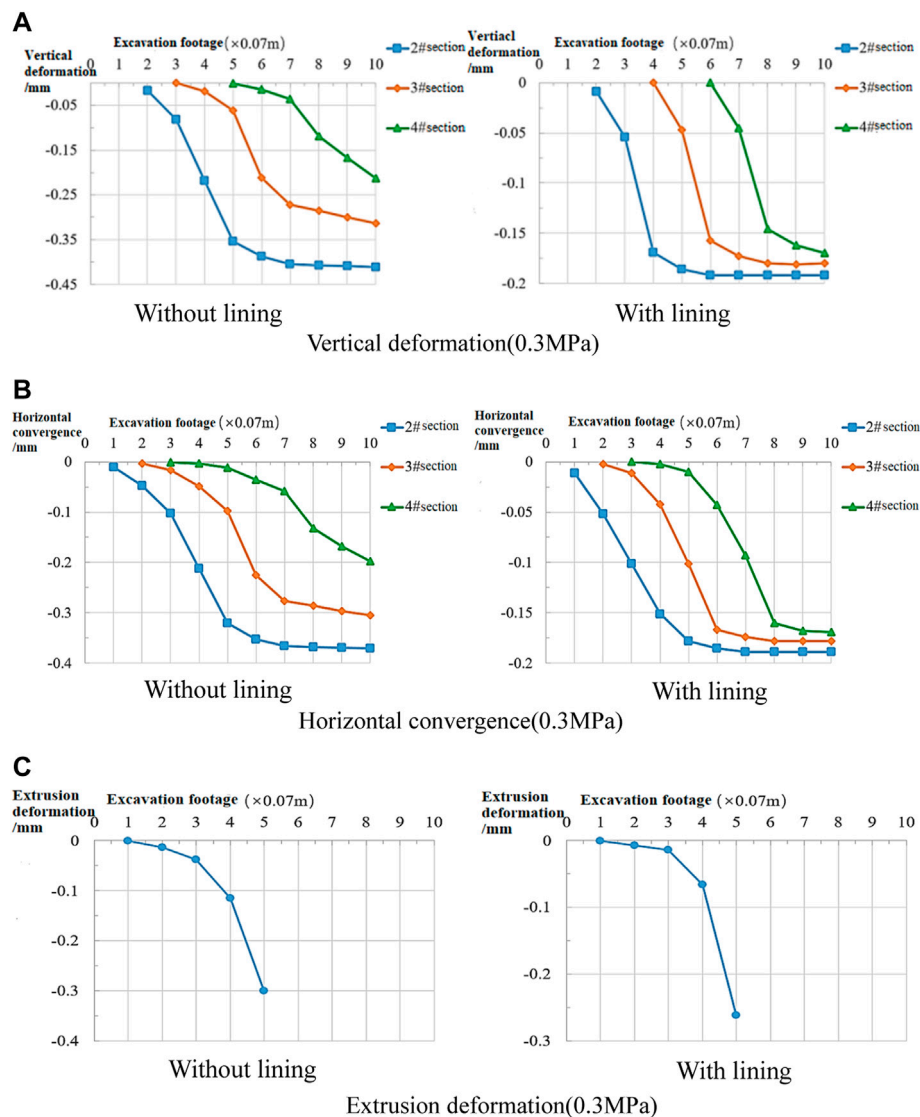 A
Excavation footage(×0.07m)
Vertical
deformation
/mm
0 1 2 3 4 5 6 7 8 9 10
-0.05
-0.15
-0.25
-0.35
-0.45
2#section
3#section
4#section
Without lining
Excavation footage(×0.07m)
Vertiacl
deformation
/mm
0 1 2 3 4 5 6 7 8 9 10
0
-0.05
-0.1
-0.15
-0.2
2#section
3#section
4#section
With lining
Vertical deformation(0.3MPa)
B
Horizontal
convergence
/mm
Excavation footage (×0.07m)
0 1 2 3 4 5 6 7 8 9 10
0
-0.1
-0.2
-0.3
-0.4
2#section
3#section
4#section
Without lining
Horizontal
convergence
/mm
Excavation footage (×0.07m)
0 1 2 3 4 5 6 7 8 9 10
0
-0.05
-0.1
-0.15
-0.2
2#section
3#section
4#section
With lining
Horizontal convergence(0.3MPa)
C
Extrusion
deformation
/mm
Excavation footage (×0.07m)
0 1 2 3 4 5 6 7 8 9 10
0
-0.1
-0.2
-0.3
-0.4
Without lining
Extrusion
deformation
/mm
Excavation footage (×0.07m)
0 1 2 3 4 5 6 7 8 9 10
0
-0.1
-0.2
-0.3
With lining
Extrusion deformation(0.3MPa)